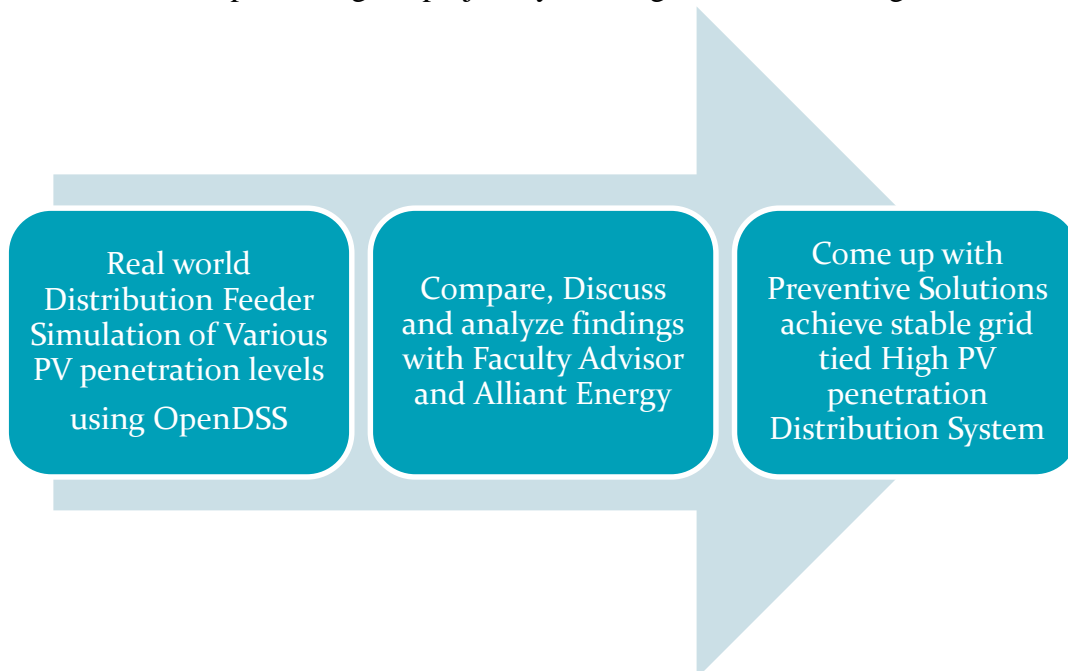 Real world
Distribution Feeder
Simulation of Various
PV penetration levels
using OpenDSS
Compare, Discuss
and analyze findings
with Faculty Advisor
and Alliant Energy
Come up with
Preventive Solutions
achieve stable grid
tied High PV
penetration
Distribution System